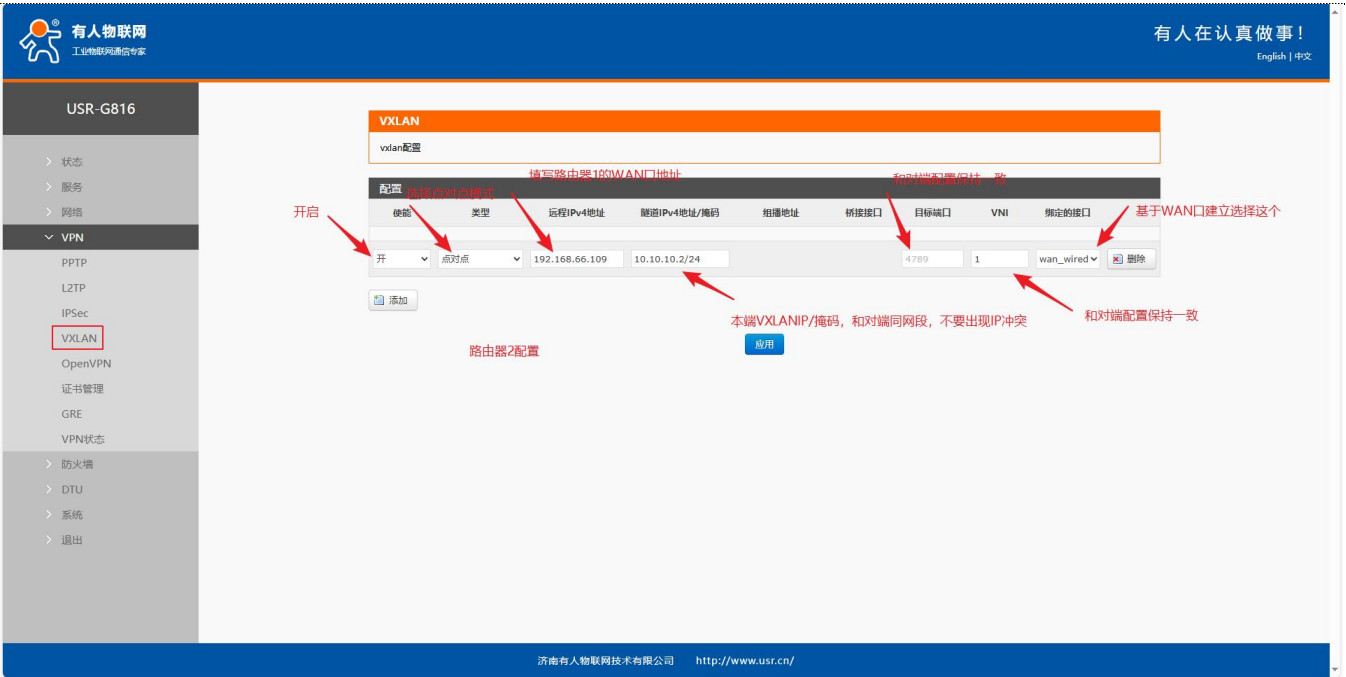 有人物联网
工业物联网通信专家
有人在认真做事！
English | 中文
USR-G816
状态
服务
网络
VPN
PPTP
L2TP
IPSec
VXLAN
OpenVPN
证书管理
GRE
VPN状态
防火墙
DTU
系统
退出
VXLAN
vxlan配置
填写路由器1的WAN口地址
配置
选择点对点模式
和对端配置保持一致
开启
使能 类型 远程IPv4地址 隧道IPv4地址/掩码 组播地址 桥接接口 目标端口 VNI 绑定的接口
基于WAN口建立选择这个
开 点对点 192.168.66.109 10.10.10.2/24 4789 1 wan_wired 删除
添加
本端VXLANIP/掩码，和对端同网段，不要出现IP冲突
和对端配置保持一致
应用
路由器2配置
济南有人物联网技术有限公司 http://www.usr.cn/